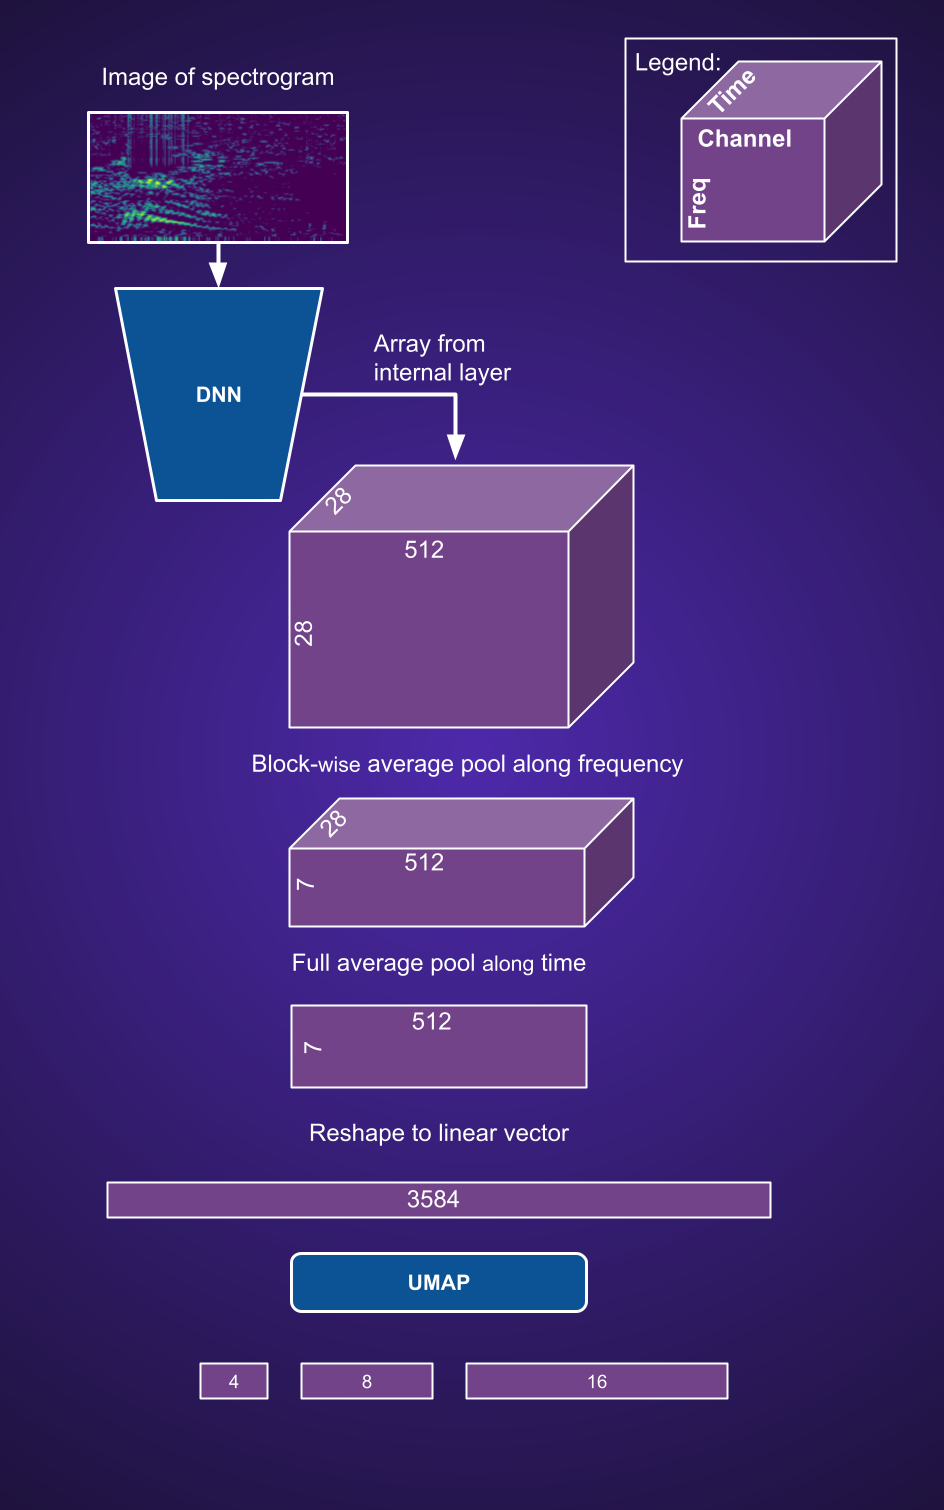 Image of spectrogram
Legend:
Time
Channel
Freq
DNN
Array from
internal layer
28
512
28
Block-wise average pool along frequency
28
512
7
Full average pool along time
512
7
Reshape to linear vector
3584
UMAP
4
8
16